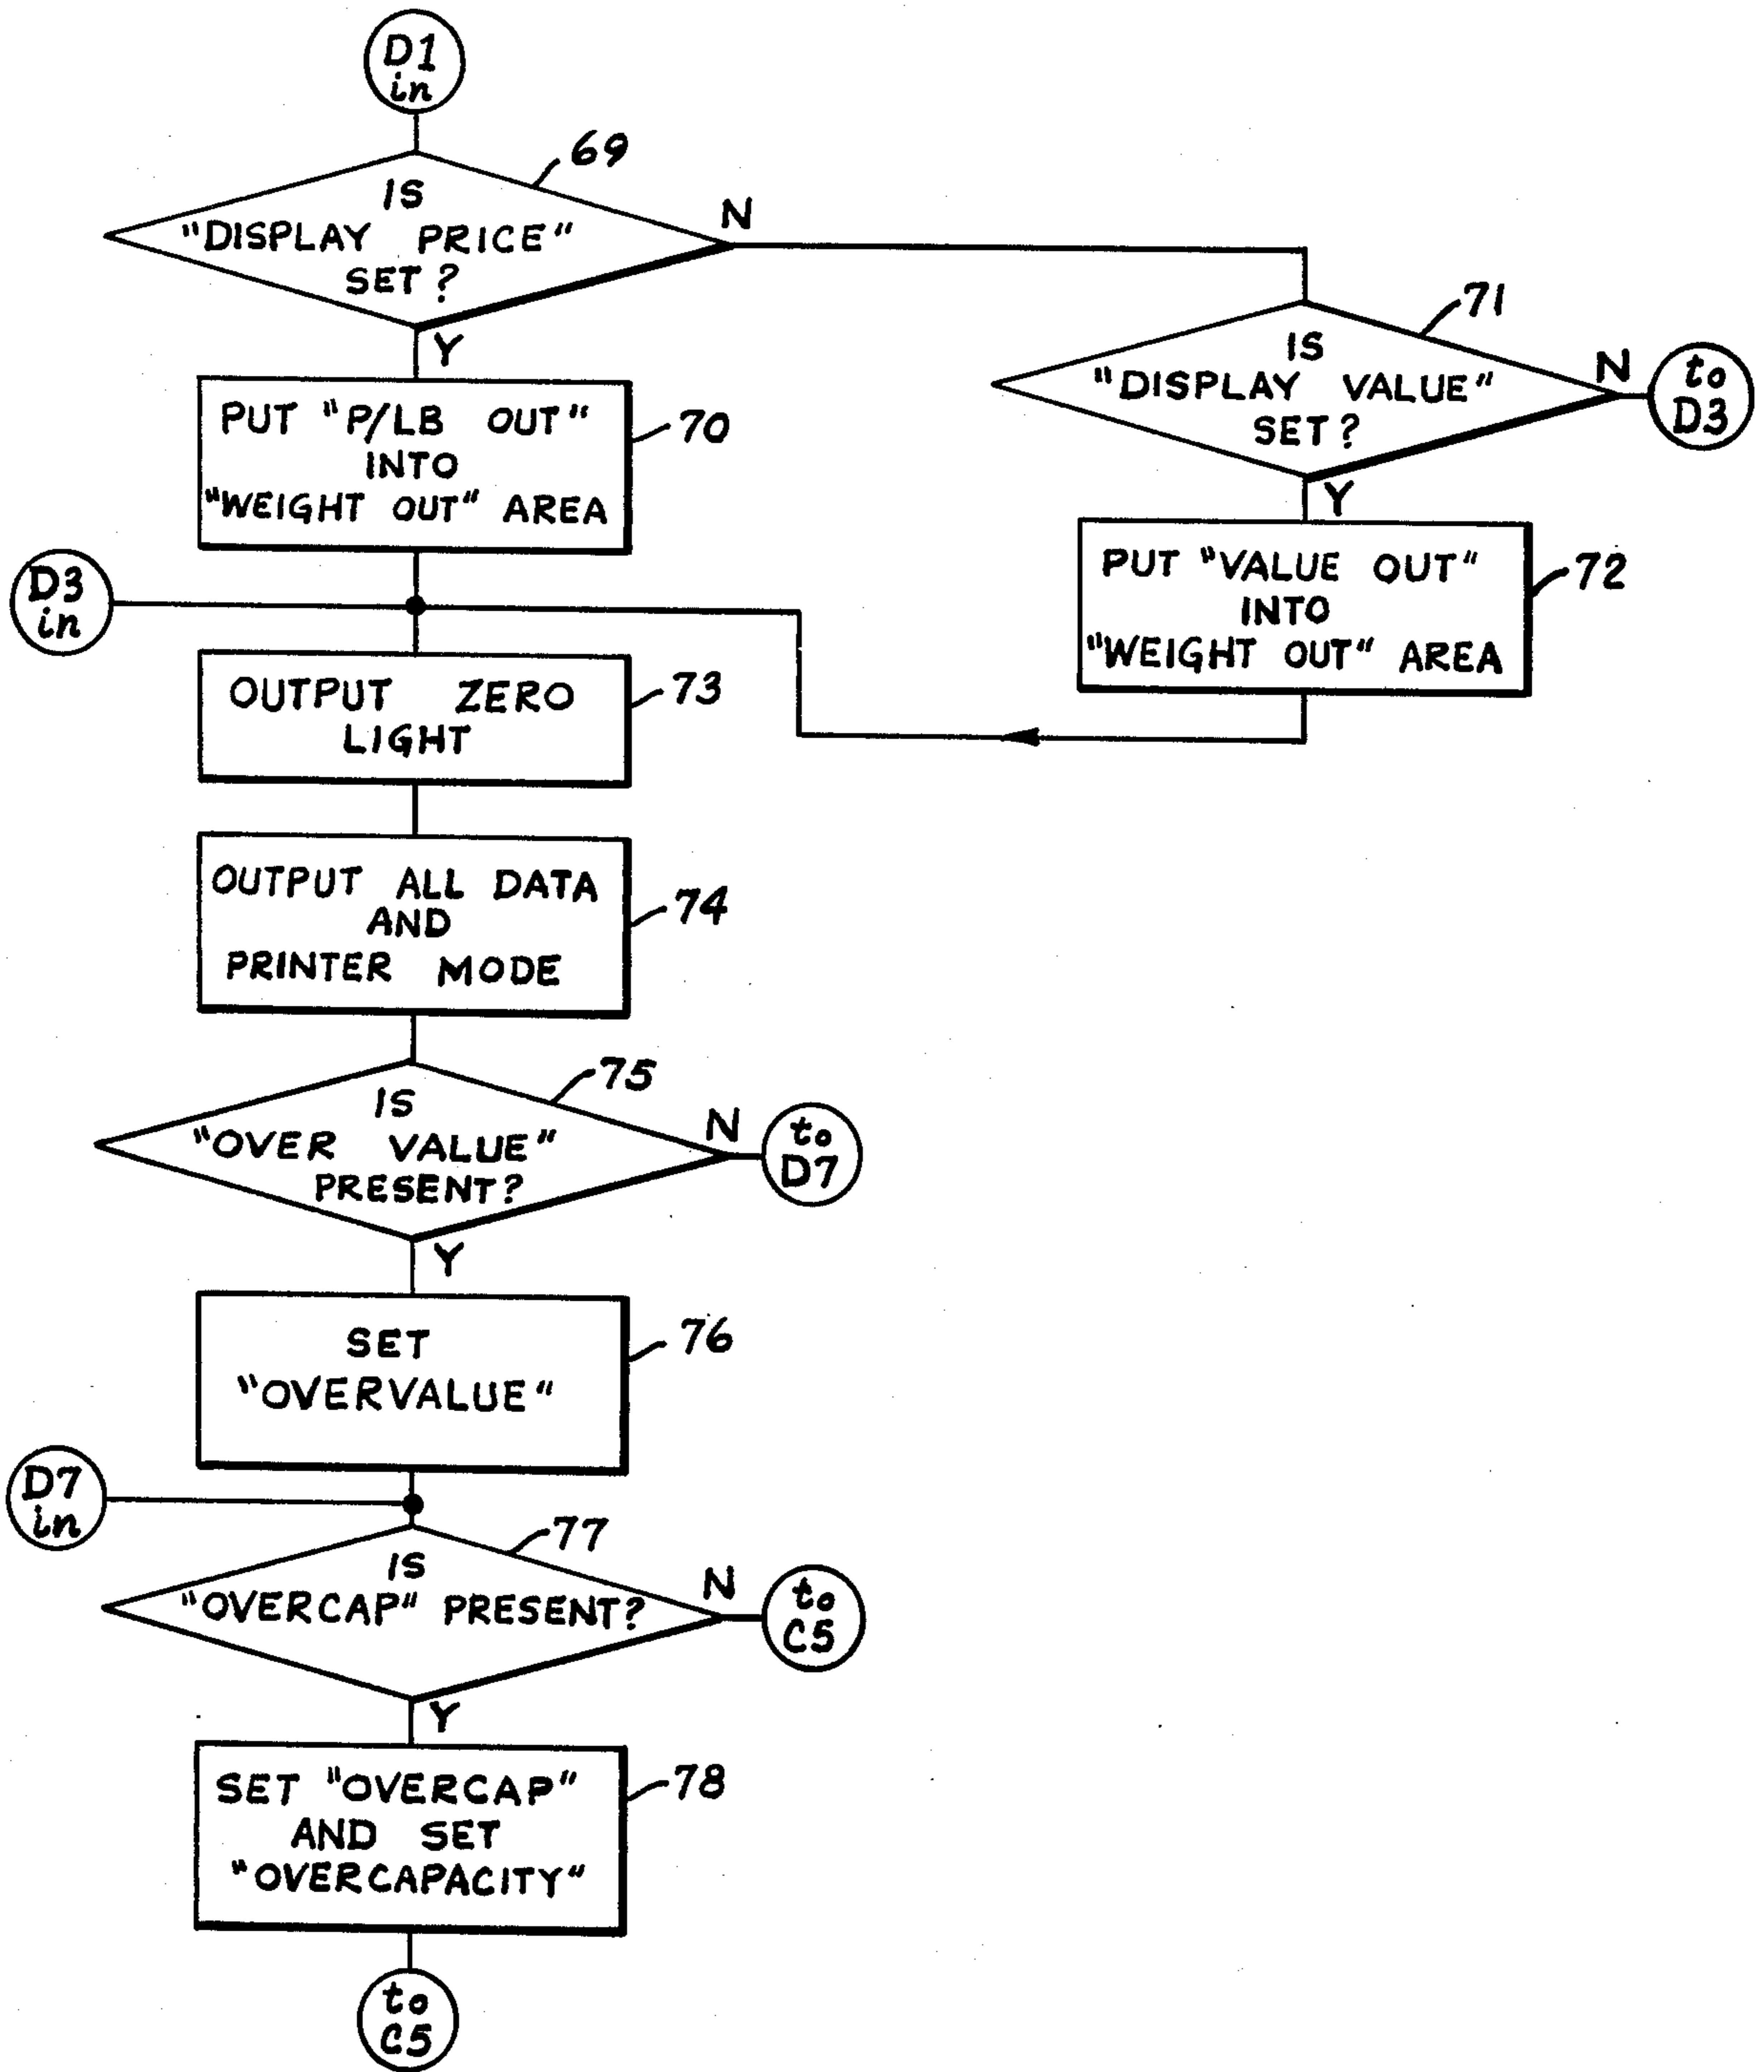 D1
in
69
IS
"DISPLAY PRICE"
SET?
N
Y
71
IS
"DISPLAY VALUE"
SET?
N
to
D3
Y
PUT "P/LB OUT"
INTO
"WEIGHT OUT" AREA
70
PUT "VALUE OUT"
INTO
"WEIGHT OUT" AREA
72
D3
in
OUTPUT ZERO
LIGHT
73
OUTPUT ALL DATA
AND
PRINTER MODE
74
75
IS
"OVER VALUE"
PRESENT?
N
to
D7
Y
SET
"OVERVALUE"
76
D7
in
77
IS
"OVERCAP" PRESENT?
N
to
C5
Y
SET "OVERCAP"
AND SET
"OVERCAPACITY"
78
to
C5